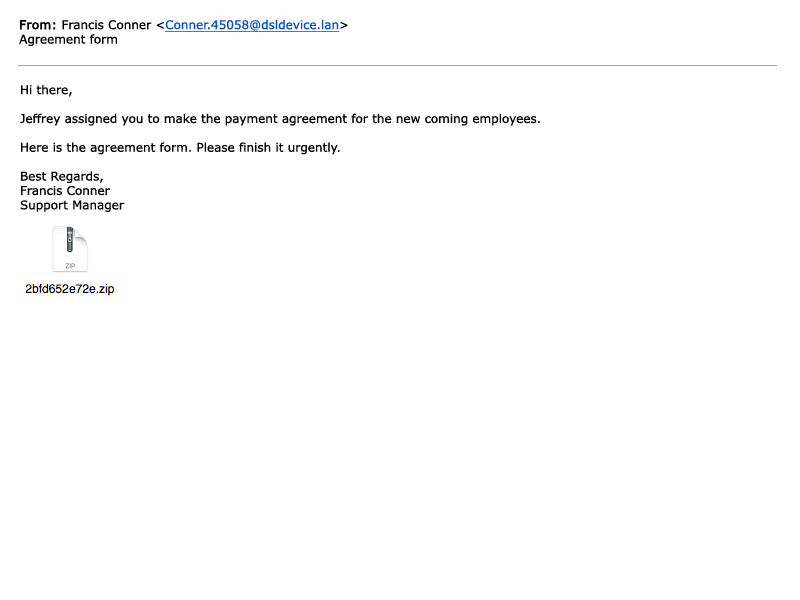 From: Francis Conner <Conner.45058@dsldevice.lan>
Agreement form
Hi there,
Jeffrey assigned you to make the payment agreement for the new coming employees.
Here is the agreement form. Please finish it urgently.
Best Regards,
Francis Conner
Support Manager
ZIP
2bfd652e72e.zip